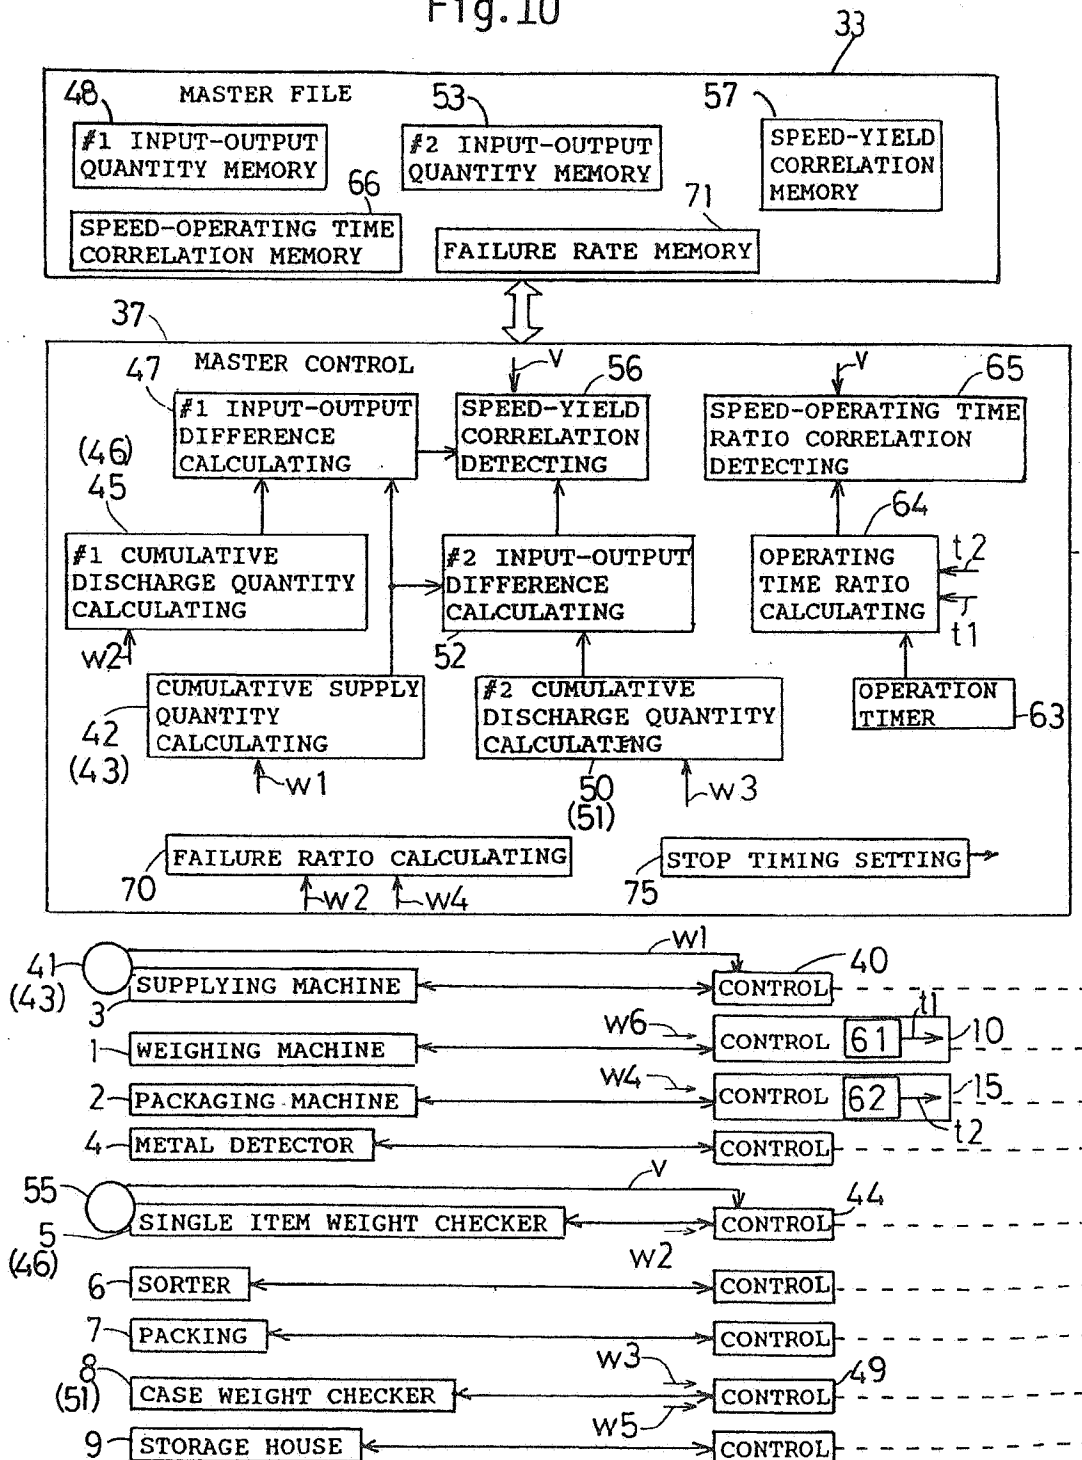 Fig.10
33
MASTER FILE
48
#1 INPUT-OUTPUT
QUANTITY MEMORY
53
#2 INPUT-OUTPUT
QUANTITY MEMORY
57
SPEED-YIELD
CORRELATION
MEMORY
66
SPEED-OPERATING TIME
CORRELATION MEMORY
71
FAILURE RATE MEMORY
37
MASTER CONTROL
47
#1 INPUT-OUTPUT
DIFFERENCE
CALCULATING
v
56
SPEED-YIELD
CORRELATION
DETECTING
v
65
SPEED-OPERATING TIME
RATIO CORRELATION
DETECTING
(46)
45
#1 CUMULATIVE
DISCHARGE QUANTITY
CALCULATING
w2
#2 INPUT-OUTPUT
DIFFERENCE
CALCULATING
52
64
OPERATING
TIME RATIO
CALCULATING
t2
t1
CUMULATIVE SUPPLY
QUANTITY
CALCULATING
42
(43)
w1
#2 CUMULATIVE
DISCHARGE QUANTITY
CALCULATING
50
(51)
w3
OPERATION
TIMER
63
FAILURE RATIO CALCULATING
70
w2
w4
STOP TIMING SETTING
75
w1
41
(43)
3
SUPPLYING MACHINE
CONTROL
40
1
WEIGHING MACHINE
w6
CONTROL
61
t1
10
2
PACKAGING MACHINE
w4
CONTROL
62
t2
15
4
METAL DETECTOR
CONTROL
v
55
5
(46)
SINGLE ITEM WEIGHT CHECKER
w2
CONTROL
44
6
SORTER
CONTROL
7
PACKING
CONTROL
8
(51)
CASE WEIGHT CHECKER
w3
w5
CONTROL
49
9
STORAGE HOUSE
CONTROL